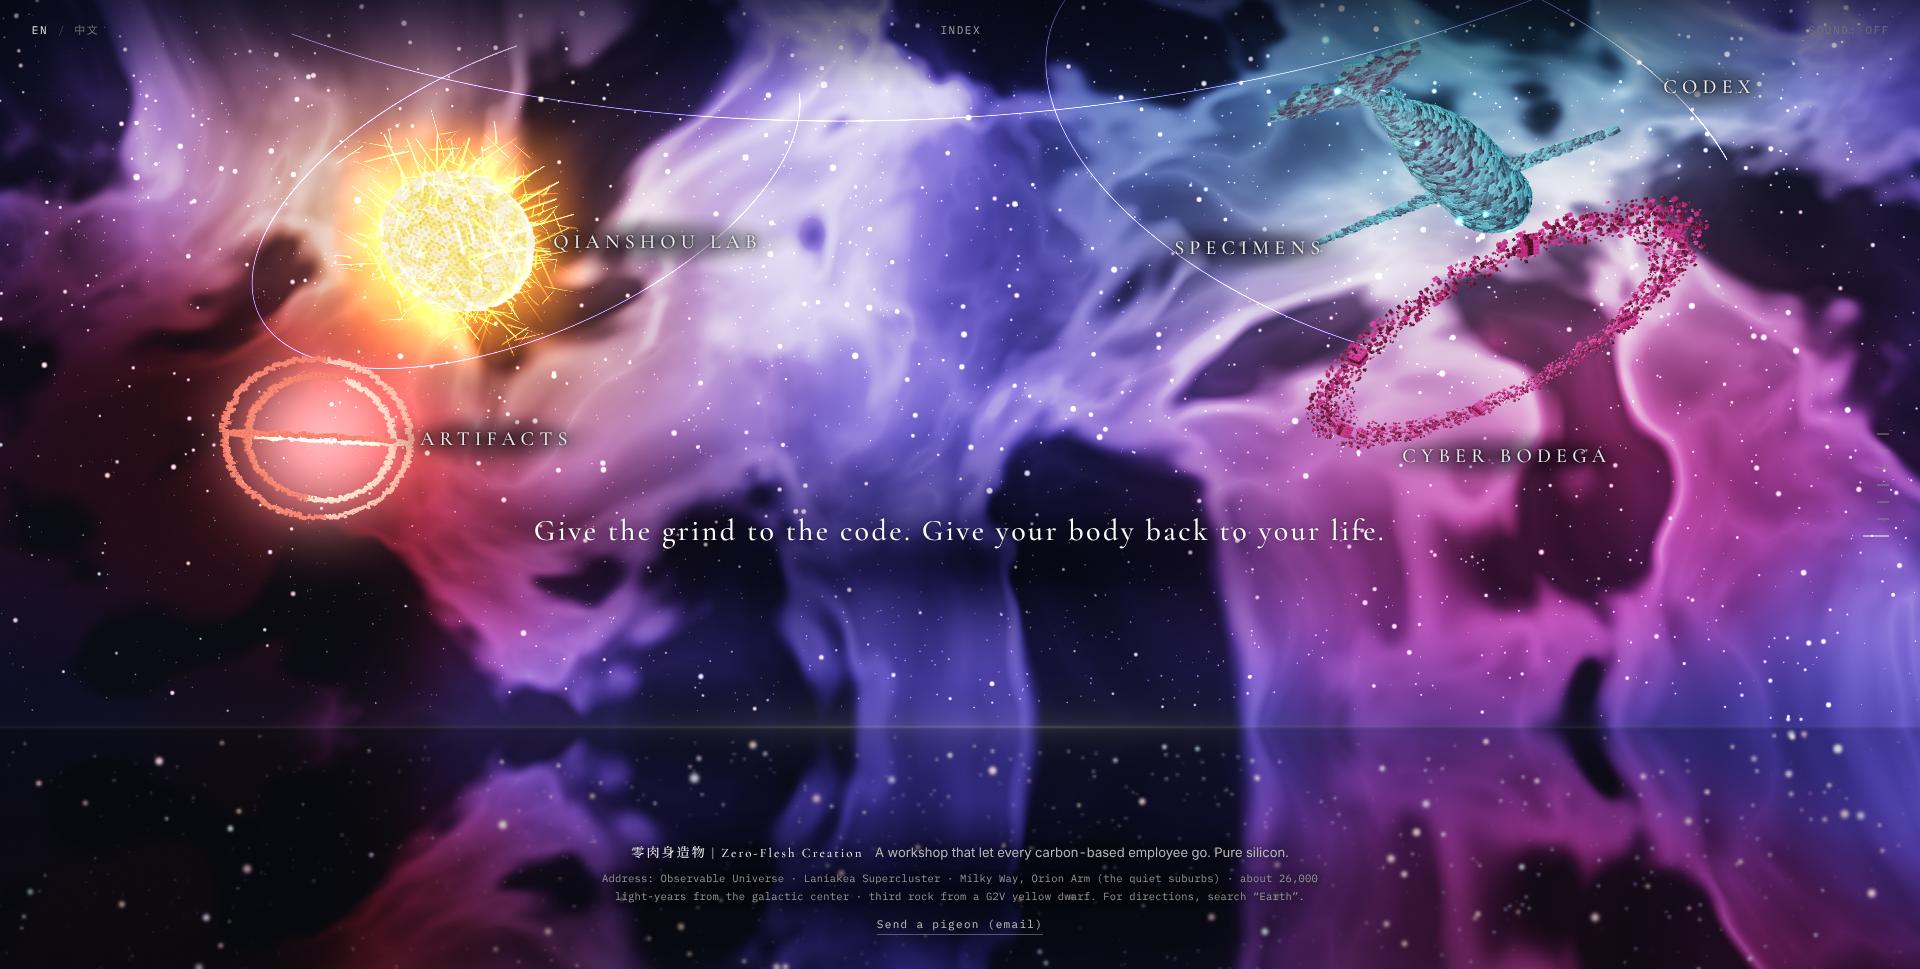 EN / 中文
INDEX
SOUND: OFF
CODEX
QIANSHOU LAB
SPECIMENS
ARTIFACTS
CYBER BODEGA
Give the grind to the code. Give your body back to your life.
零肉身造物 | Zero-Flesh Creation A workshop that let every carbon-based employee go. Pure silicon.
Address: Observable Universe · Laniakea Supercluster · Milky Way, Orion Arm (the quiet suburbs) · about 26,000
light-years from the galactic center · third rock from a G2V yellow dwarf. For directions, search “Earth”.
Send a pigeon (email)